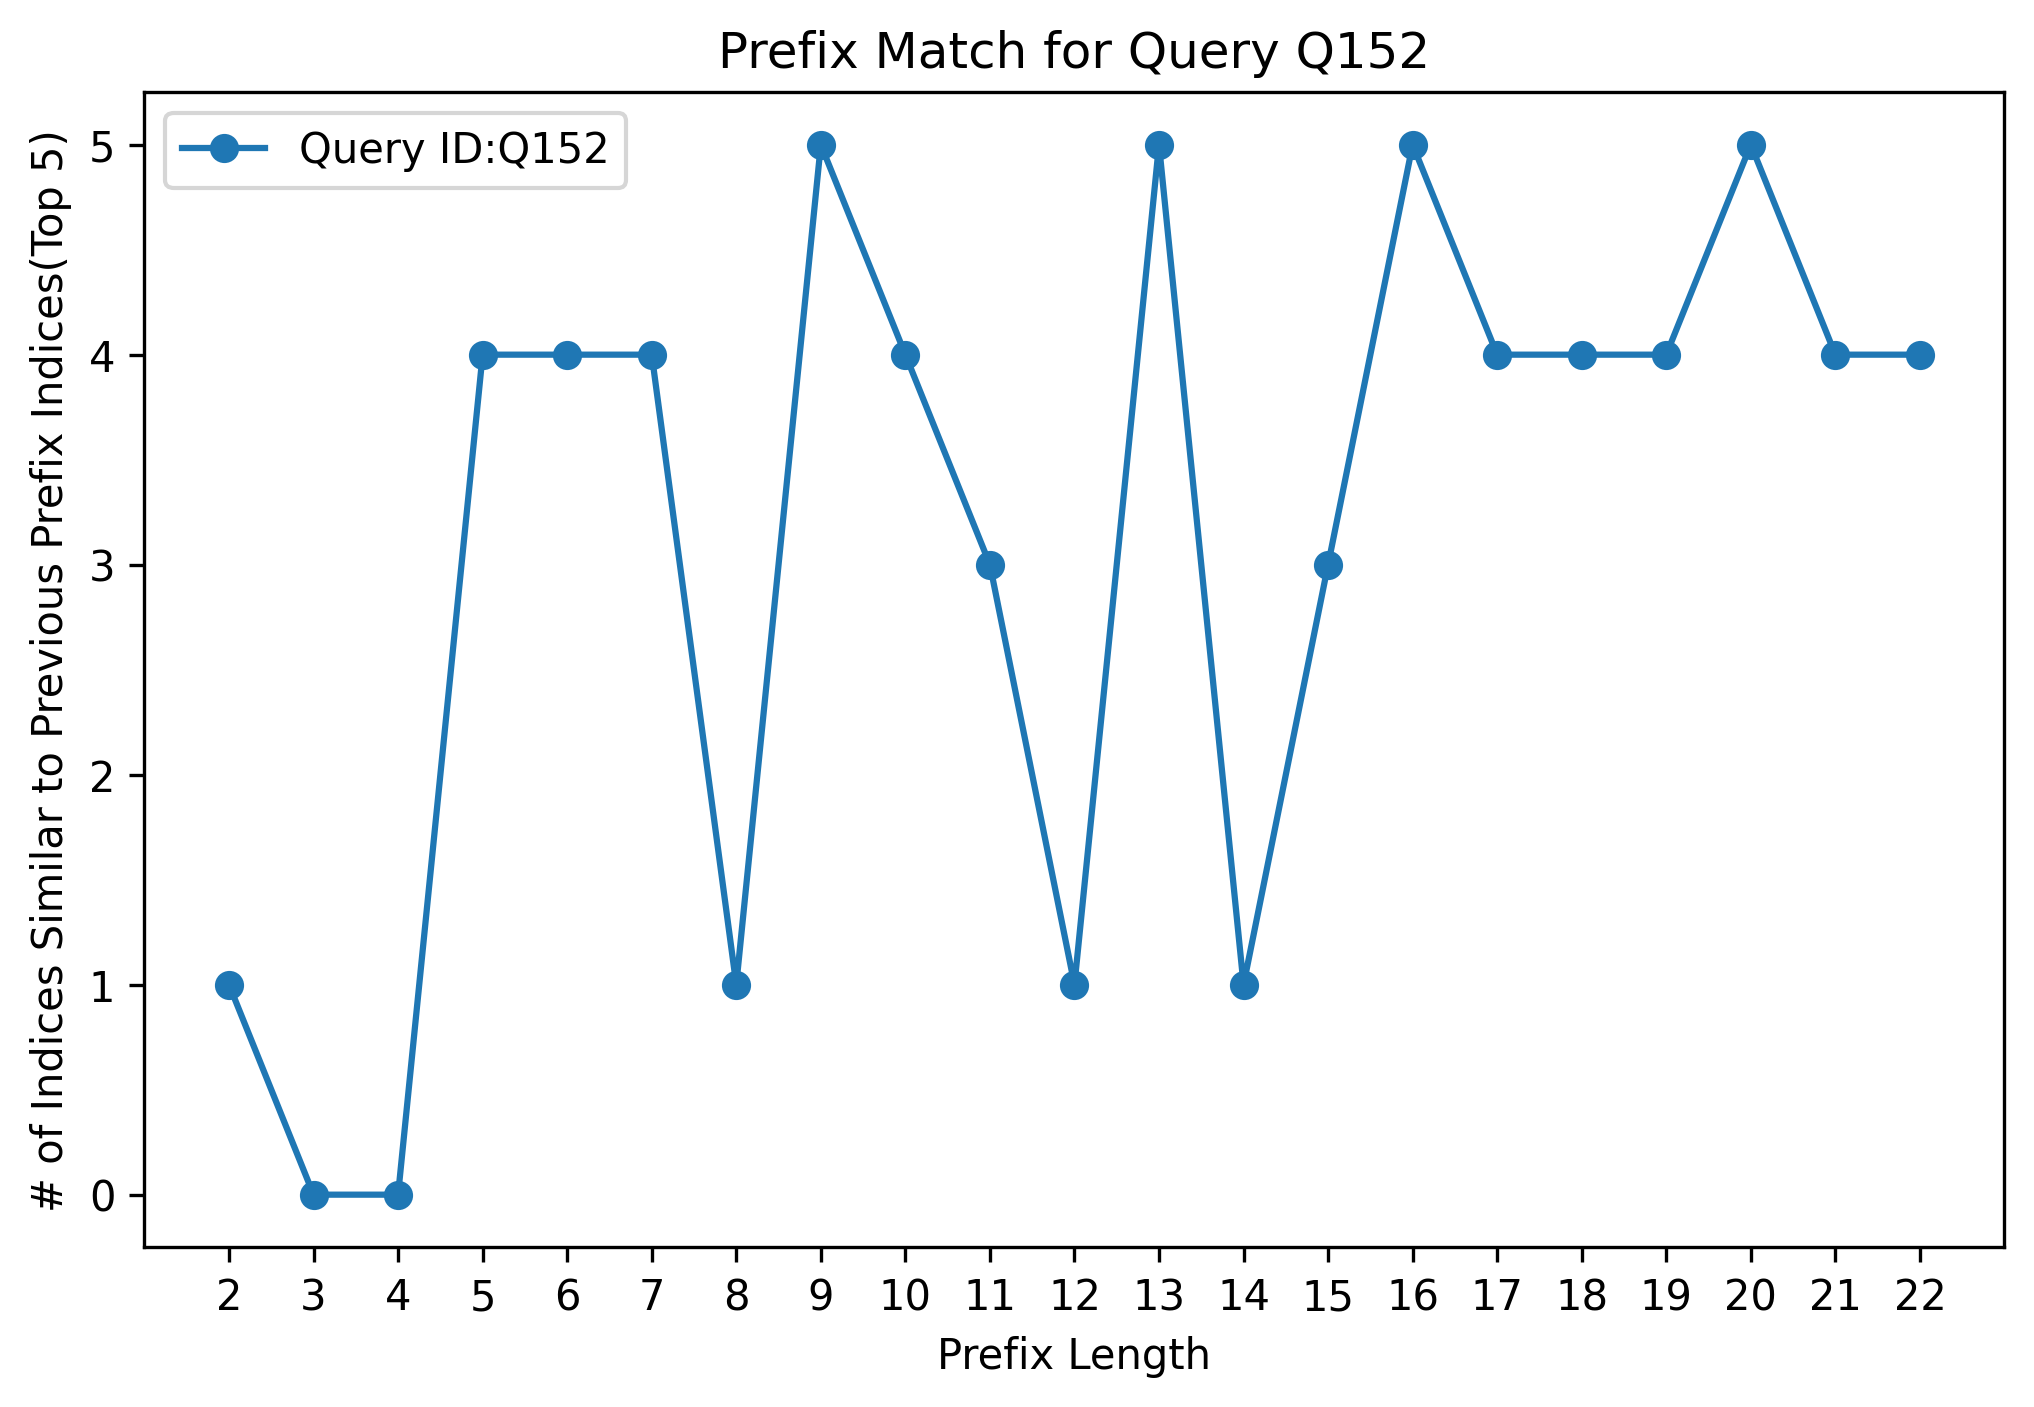 Prefix Match for Query Q152
Query ID:Q152
# of Indices Similar to Previous Prefix Indices(Top 5)
5
4
3
2
1
0
2 3 4 5 6 7 8 9 10 11 12 13 14 15 16 17 18 19 20 21 22
Prefix Length